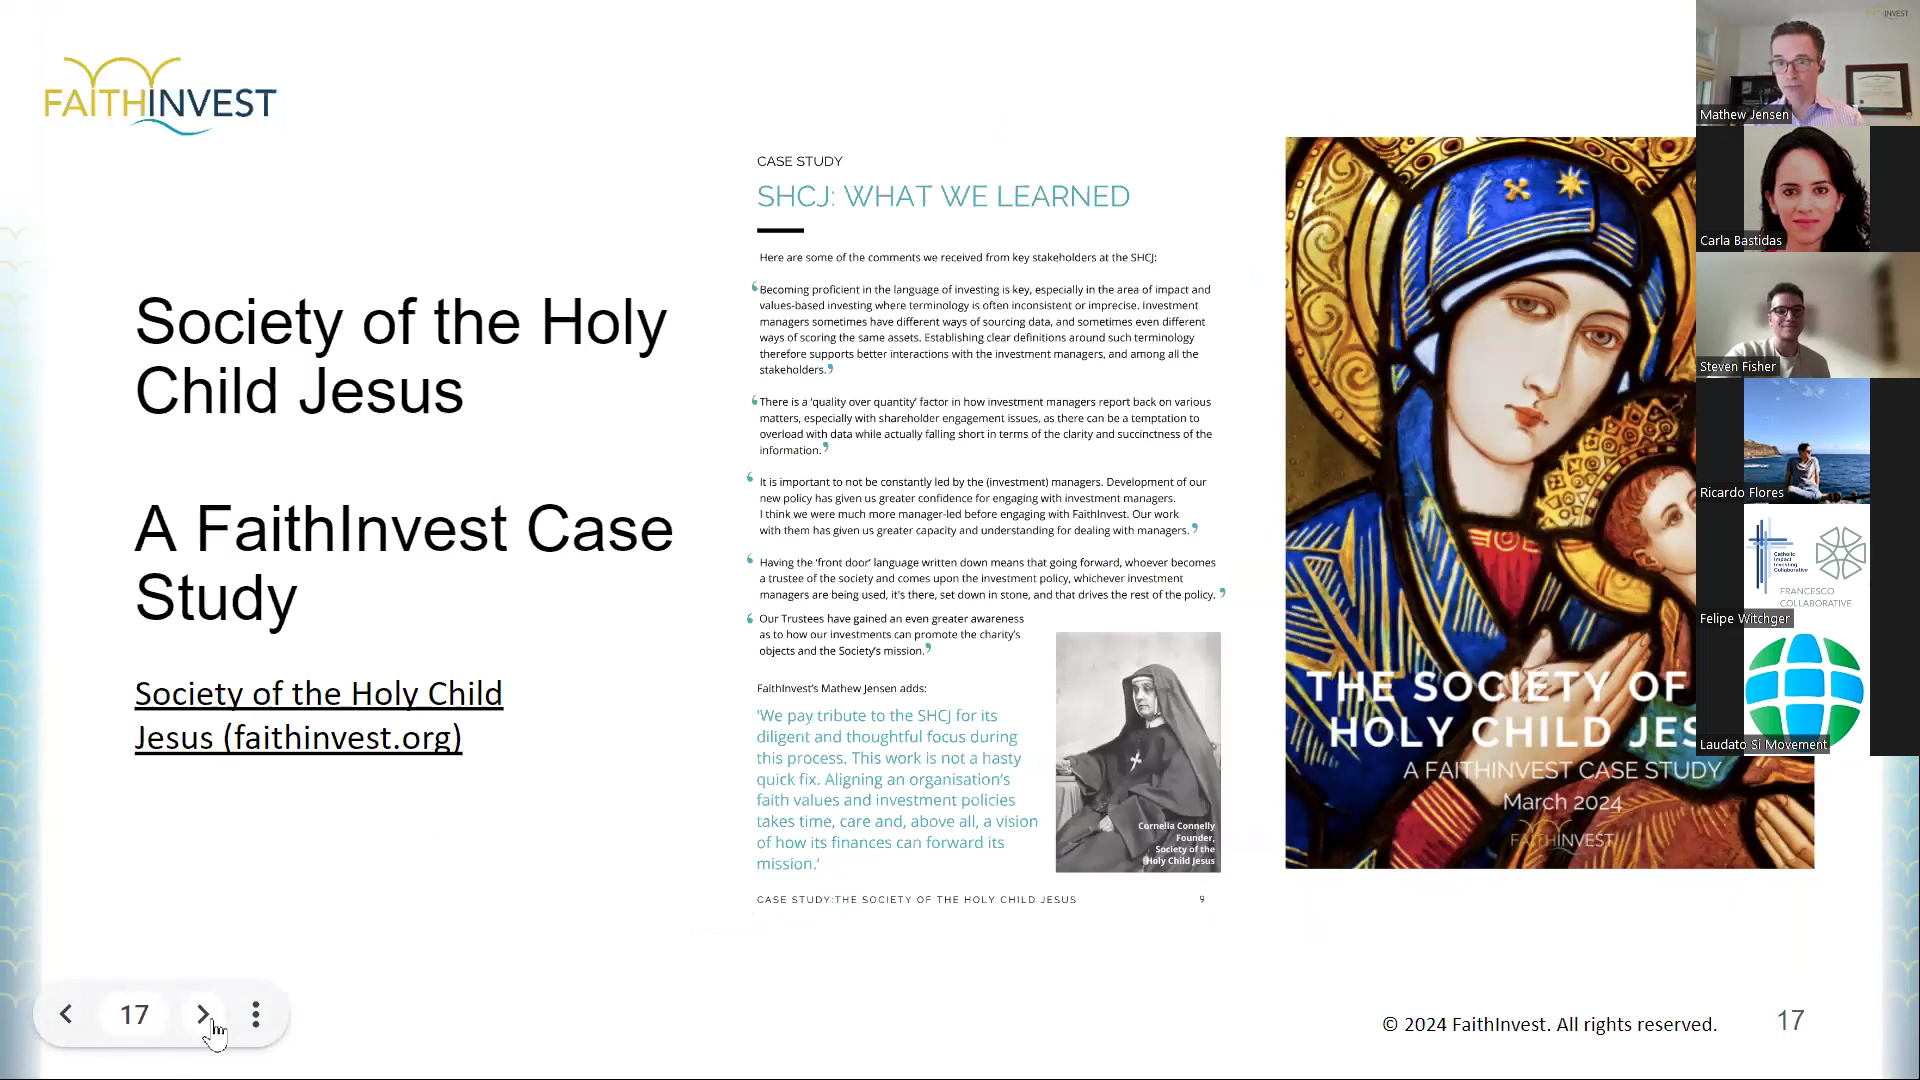 FAITHINVEST
Society of the Holy
Child Jesus
A FaithInvest Case
Study
Society of the Holy Child
Jesus (faithinvest.org)
CASE STUDY
SHCJ: WHAT WE LEARNED
Here are some of the comments we received from key stakeholders at the SHCJ:
‘Becoming proficient in the language of investing is key, especially in the area of impact and
values-based investing where terminology is often inconsistent or imprecise. Investment
managers sometimes have different ways of sourcing data, and sometimes even different
ways of scoring the same assets. Establishing clear definitions around such terminology
therefore supports better interactions with the investment managers, and among all the
stakeholders.’
‘There is a ‘quality over quantity’ factor in how investment managers report back on various
matters, especially with shareholder engagement issues, as there can be a temptation to
overload with data while actually falling short in terms of the clarity and succinctness of the
information.’
‘It is important to not be constantly led by the (investment) managers. Development of our
new policy has given us greater confidence for engaging with investment managers.
I think we were much more manager-led before engaging with FaithInvest. Our work
with them has given us greater capacity and understanding for dealing with managers.’
‘Having the ‘front door’ language written down means that going forward, whoever becomes
a trustee of the society and comes upon the investment policy, whichever investment
managers are being used, it's there, set down in stone, and that drives the rest of the policy.’
‘Our Trustees have gained an even greater awareness
as to how our investments can promote the charity’s
objects and the Society’s mission.’
FaithInvest’s Mathew Jensen adds:
'We pay tribute to the SHCJ for its
diligent and thoughtful focus during
this process. This work is not a hasty
quick fix. Aligning an organisation’s
faith values and investment policies
takes time, care and, above all, a vision
of how its finances can forward its
mission.’
Cornelia Connelly
Founder,
Society of the
Holy Child Jesus
CASE STUDY:THE SOCIETY OF THE HOLY CHILD JESUS 9
THE SOCIETY OF
HOLY CHILD JES
A FAITHINVEST CASE STUDY
March 2024
FAITHINVEST
INVEST
Mathew Jensen
Carla Bastidas
Steven Fisher
Ricardo Flores
Catholic
Impact
Investing
Collaborative
FRANCESCO
COLLABORATIVE
Felipe Witchger
Laudato Si Movement
17
© 2024 FaithInvest. All rights reserved. 17